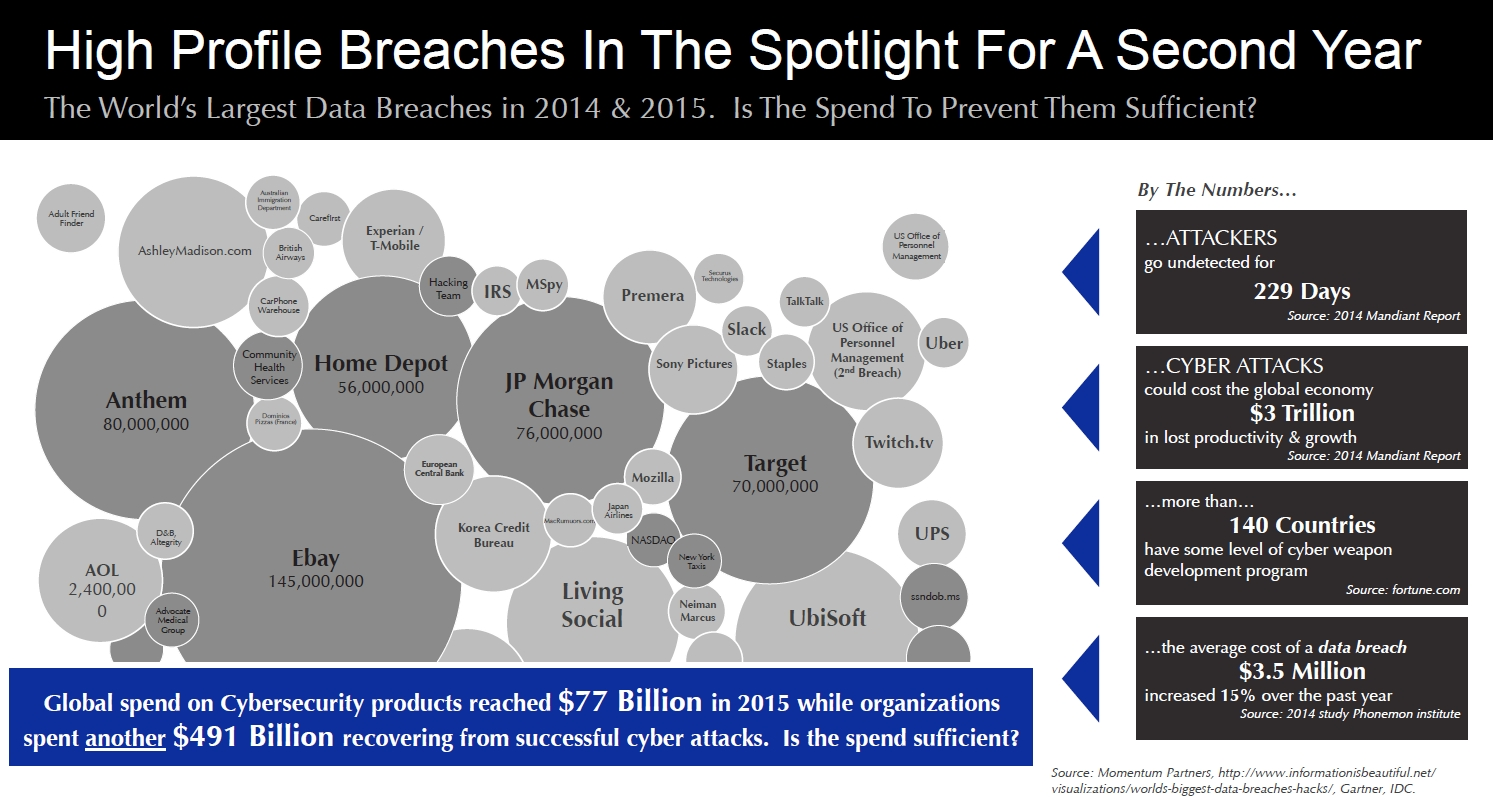 High Profile Breaches In The Spotlight For A Second Year
The World's Largest Data Breaches in 2014 & 2015.  Is The Spend To Prevent Them Sufficient?
Adult Friend
Finder
AshleyMadison.com
Australian
Immigration
Department
Carefirst
British
Airways
Experian /
T-Mobile
CarPhone
Warehouse
Hacking
Team
IRS
MSpy
Premera
Securus
Technologies
US Office of
Personnel
Management
TalkTalk
Slack
US Office of
Personnel
Management
(2nd Breach)
Uber
Community
Health
Services
Home Depot
56,000,000
JP Morgan
Chase
76,000,000
Sony Pictures
Staples
Anthem
80,000,000
Dominios
Pizzas (France)
Twitch.tv
Target
70,000,000
European
Central Bank
Mozilla
Korea Credit
Bureau
MacRumuors.com
Japan
Airlines
D&B,
Altegrity
NASDAQ
New York
Taxis
UPS
Ebay
145,000,000
AOL
2,400,00
0
Advocate
Medical
Group
Living
Social
Neiman
Marcus
UbiSoft
ssndob.ms
Global spend on Cybersecurity products reached $77 Billion in 2015 while organizations
spent another $491 Billion recovering from successful cyber attacks.  Is the spend sufficient?
By The Numbers…
…ATTACKERS
go undetected for
229 Days
Source: 2014 Mandiant Report
…CYBER ATTACKS
could cost the global economy
$3 Trillion
in lost productivity & growth
Source: 2014 Mandiant Report
…more than…
140 Countries
have some level of cyber weapon
development program
Source: fortune.com
…the average cost of a data breach
$3.5 Million
increased 15% over the past year
Source: 2014 study Phonemon institute
Source: Momentum Partners, http://www.informationisbeautiful.net/
visualizations/worlds-biggest-data-breaches-hacks/, Gartner, IDC.